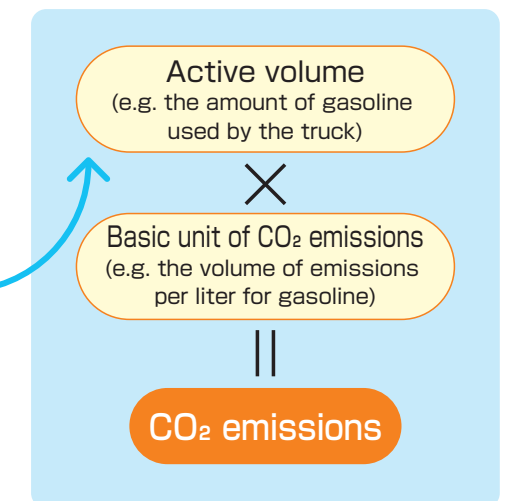 Active volume
(e.g. the amount of gasoline
used by the truck)
×
Basic unit of CO₂ emissions
(e.g. the volume of emissions
per liter for gasoline)
CO₂ emissions